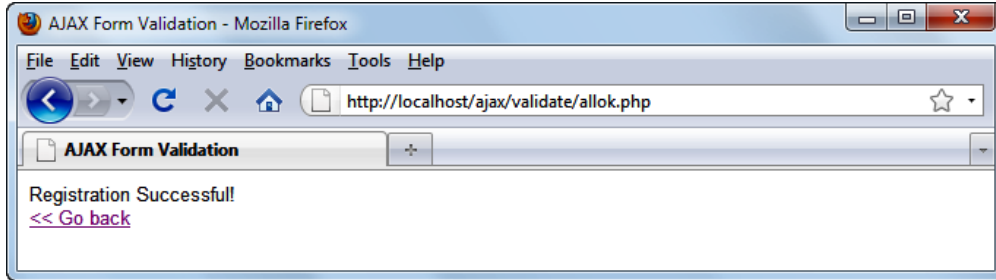 AJAX Form Validation - Mozilla Firefox
File Edit View History Bookmarks Tools Help
http://localhost/ajax/validate/allok.php
AJAX Form Validation
Registration Successful!
<< Go back